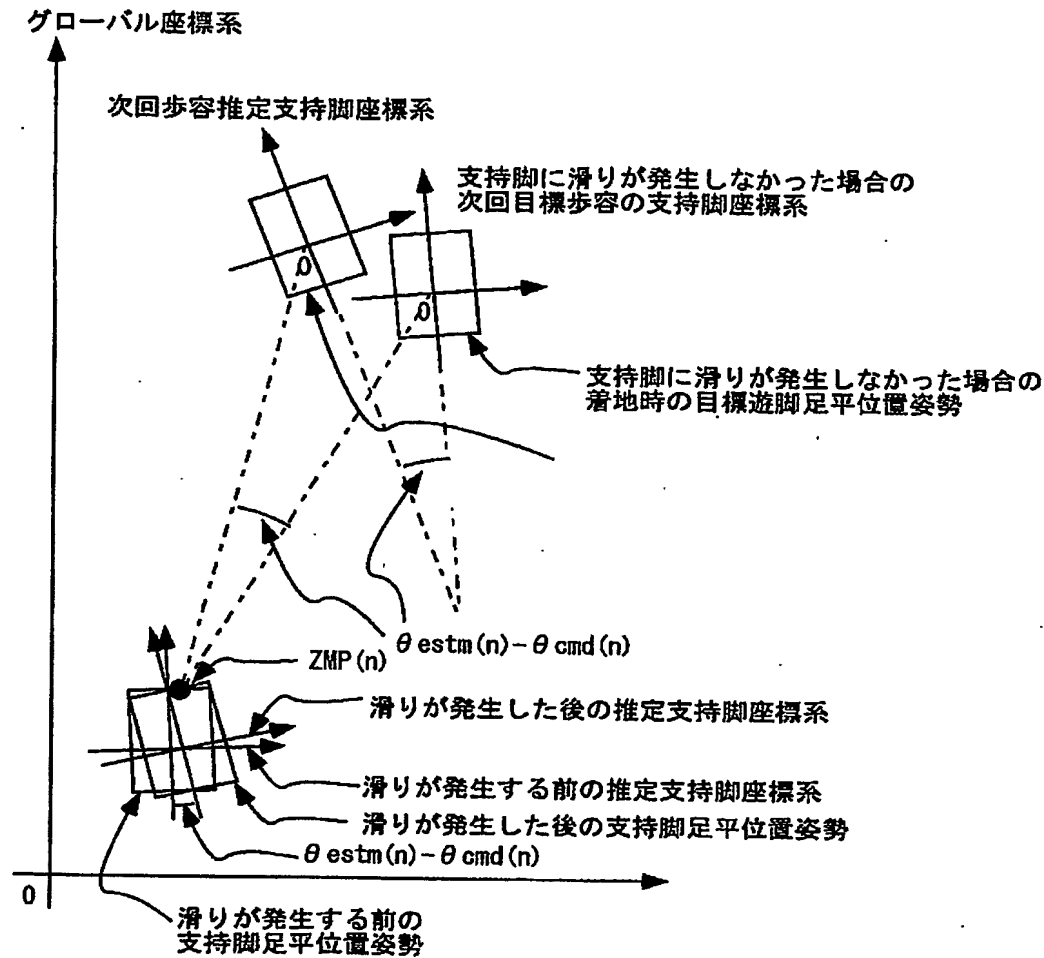 グローバル座標系
次回歩容推定支持脚座標系
支持脚に滑りが発生しなかった場合の
次回目標歩容の支持脚座標系
0
0
支持脚に滑りが発生しなかった場合の
着地時の目標遊脚足平位置姿勢
θestm(n)-θcmd(n)
ZMP(n)
滑りが発生した後の推定支持脚座標系
滑りが発生する前の推定支持脚座標系
滑りが発生した後の支持脚足平位置姿勢
θestm(n)-θcmd(n)
0
滑りが発生する前の
支持脚足平位置姿勢